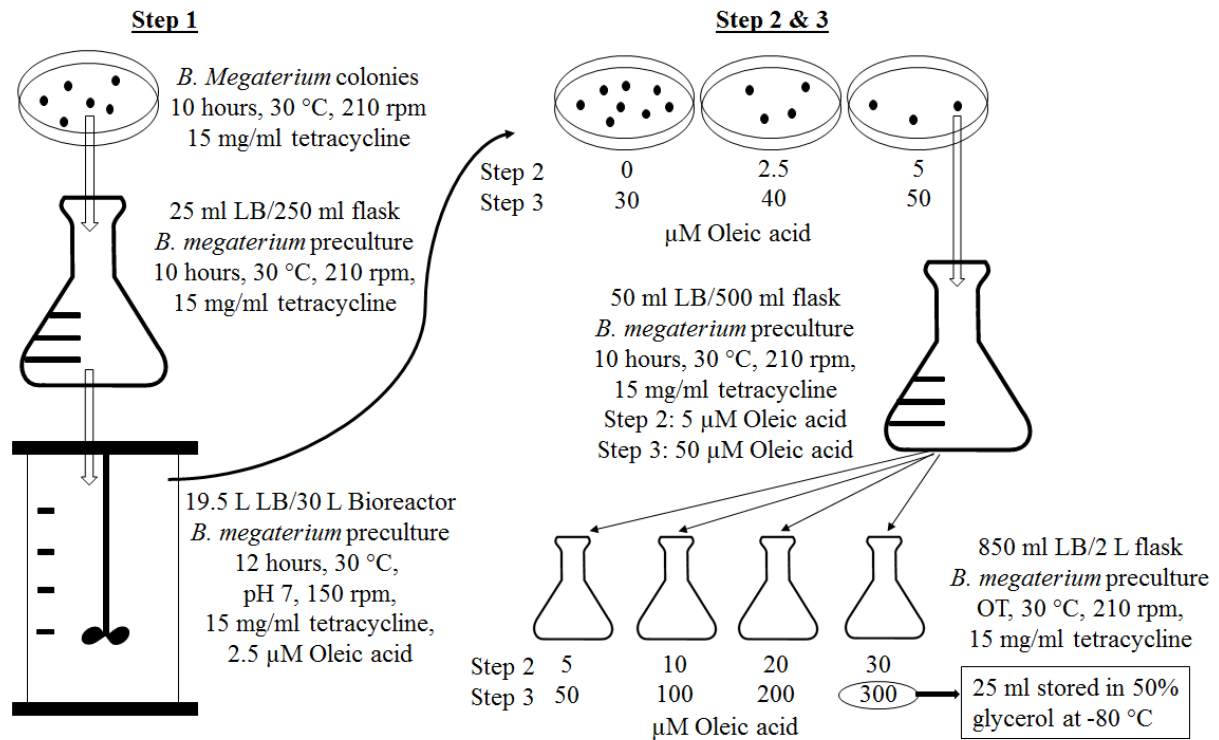 Step 1
B. Megaterium colonies
10 hours, 30 °C, 210 rpm
15 mg/ml tetracycline
25 ml LB/250 ml flask
B. megaterium preculture
10 hours, 30 °C, 210 rpm,
15 mg/ml tetracycline
19.5 L LB/30 L Bioreactor
B. megaterium preculture
12 hours, 30 °C,
pH 7, 150 rpm,
15 mg/ml tetracycline,
2.5 µM Oleic acid
Step 2 & 3
Step 2 0 2.5 5
Step 3 30 40 50
µM Oleic acid
50 ml LB/500 ml flask
B. megaterium preculture
10 hours, 30 °C, 210 rpm,
15 mg/ml tetracycline
Step 2: 5 µM Oleic acid
Step 3: 50 µM Oleic acid
850 ml LB/2 L flask
B. megaterium preculture
OT, 30 °C, 210 rpm,
15 mg/ml tetracycline
Step 2 5 10 20 30
Step 3 50 100 200 300
µM Oleic acid
25 ml stored in 50%
glycerol at -80 °C